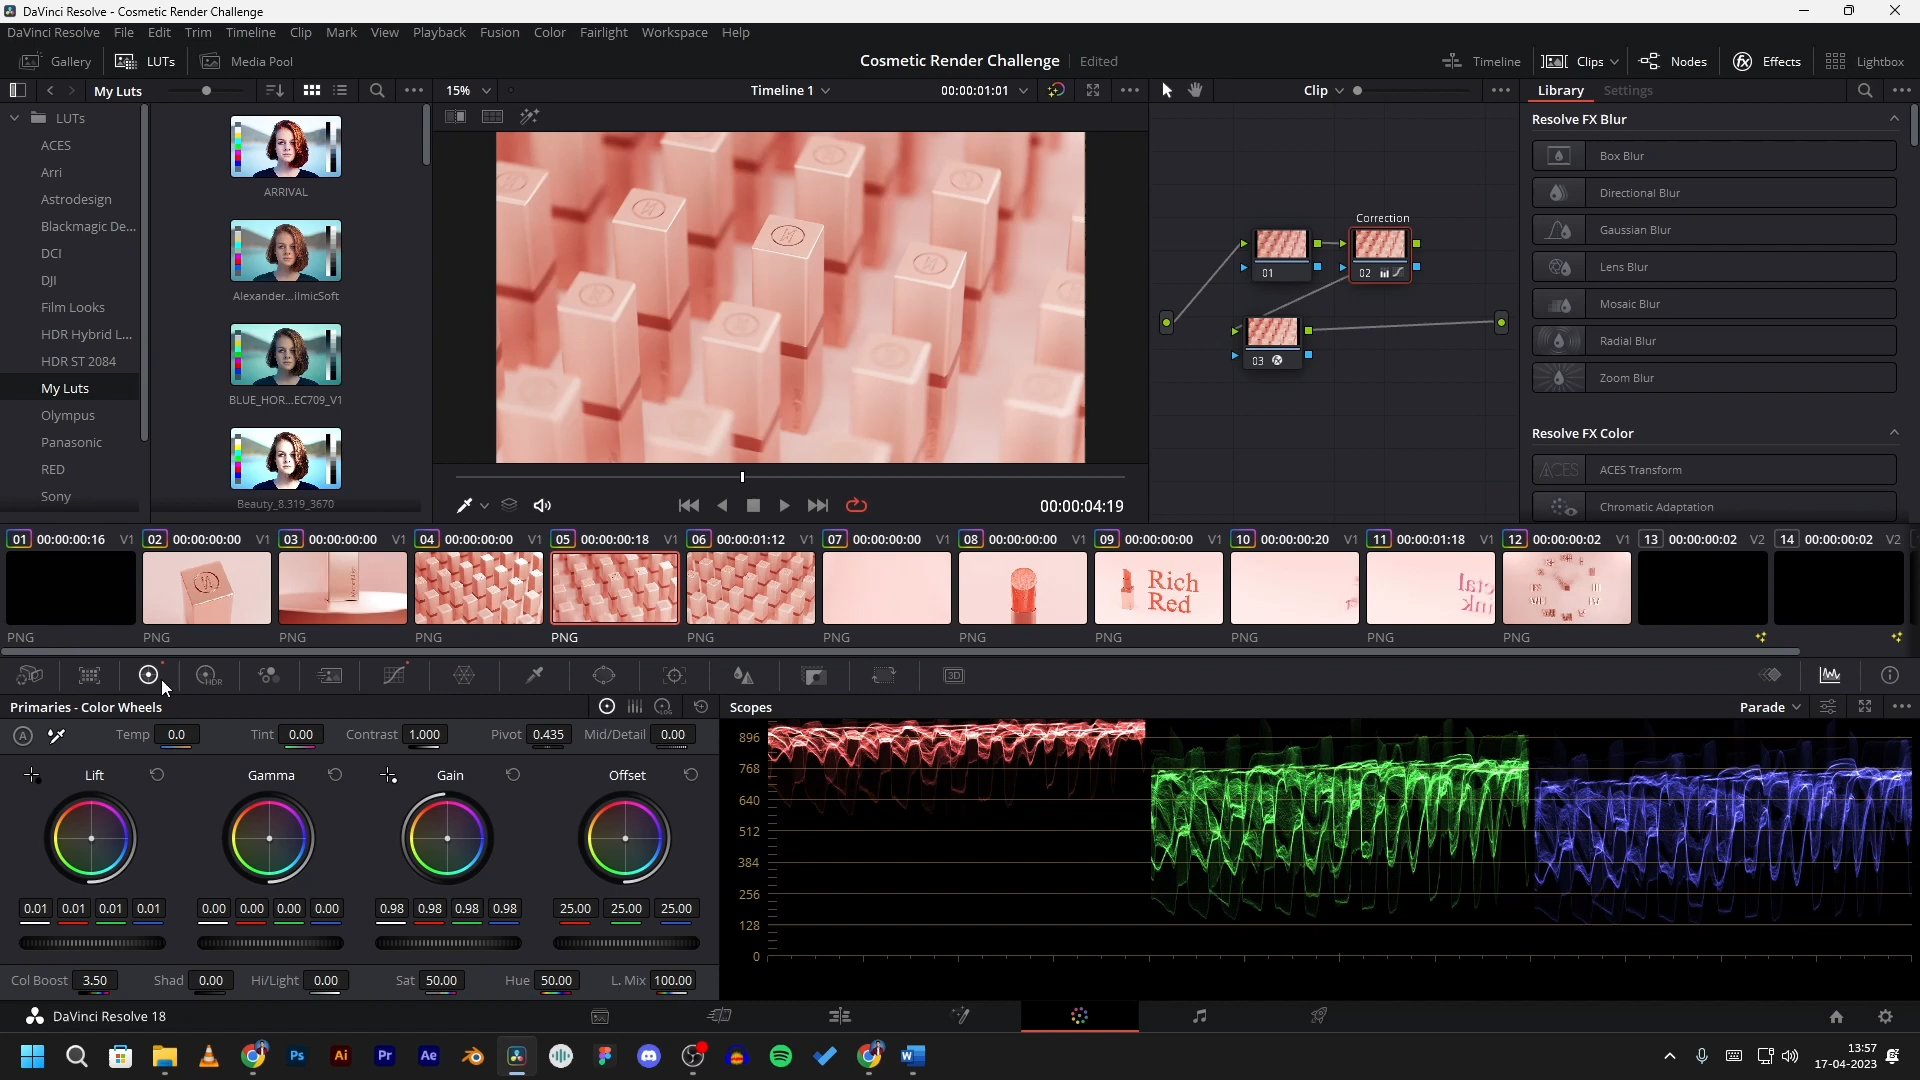 DaVinci Resolve - Cosmetic Render Challenge
DaVinci Resolve File Edit Trim Timeline Clip Mark View Playback Fusion Color Fairlight Workspace Help
Gallery LUTs Media Pool
Cosmetic Render Challenge Edited
Timeline Clips Nodes Effects Lightbox
My Luts
15%
Timeline 1
00:00:01:01
Clip
Library Settings
LUTs
ACES
Arri
Astrodesign
Blackmagic De...
DCI
DJI
Film Looks
HDR Hybrid L...
HDR ST 2084
My Luts
Olympus
Panasonic
RED
Sony
ARRIVAL
Alexander...ilmicSoft
BLUE_HOR...EC709_V1
Beauty_8.319_3670
00:00:04:19
Correction
01
02
03
Resolve FX Blur
Box Blur
Directional Blur
Gaussian Blur
Lens Blur
Mosaic Blur
Radial Blur
Zoom Blur
Resolve FX Color
ACES
ACES Transform
Chromatic Adaptation
01 00:00:00:16 V1 02 00:00:00:00 V1 03 00:00:00:00 V1 04 00:00:00:00 V1 05 00:00:00:18 V1 06 00:00:01:12 V1 07 00:00:00:00 V1 08 00:00:00:00 V1 09 00:00:00:00 V1 10 00:00:00:20 V1 11 00:00:01:18 V1 12 00:00:00:02 V1 13 00:00:00:02 V2 14 00:00:00:02 V2
Rich
Red
PNG PNG PNG PNG PNG PNG PNG PNG PNG PNG PNG PNG
HDR
3D
Primaries - Color Wheels
LOG
A
Temp 0.0 Tint 0.00 Contrast 1.000 Pivot 0.435 Mid/Detail 0.00
Lift Gamma Gain Offset
0.01 0.01 0.01 0.01 0.00 0.00 0.00 0.00 0.98 0.98 0.98 0.98 25.00 25.00 25.00
Col Boost 3.50 Shad 0.00 Hi/Light 0.00 Sat 50.00 Hue 50.00 L. Mix 100.00
Scopes
Parade
896
768
640
512
384
256
128
0
DaVinci Resolve 18
Ps Ai Pr Ae
13:57
17-04-2023